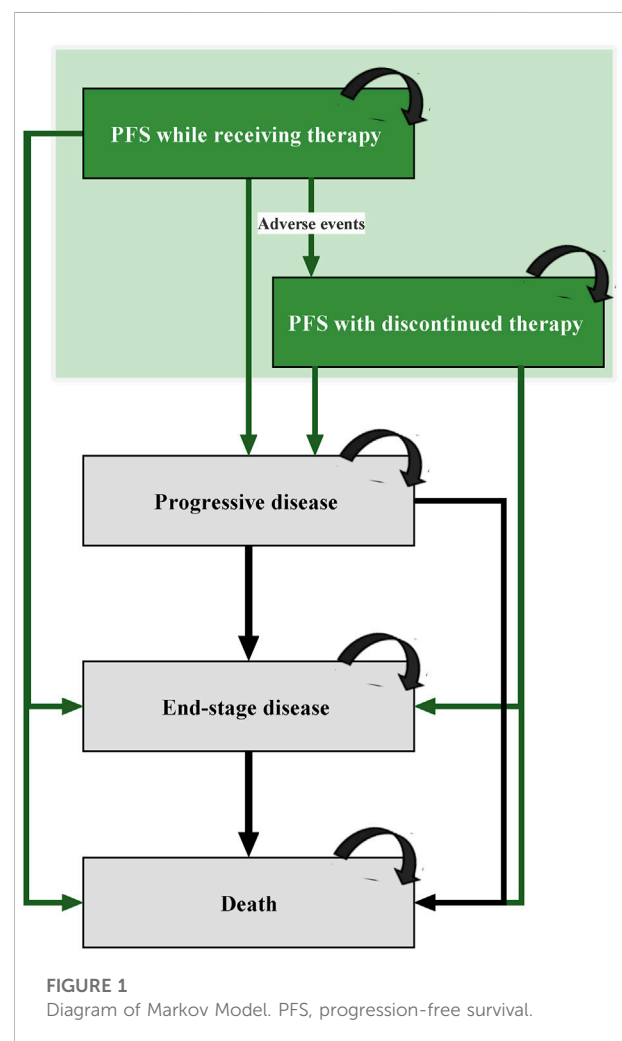 PFS while receiving therapy
Adverse events
PFS with discontinued therapy
Progressive disease
End-stage disease
Death
FIGURE 1
Diagram of Markov Model. PFS, progression-free survival.